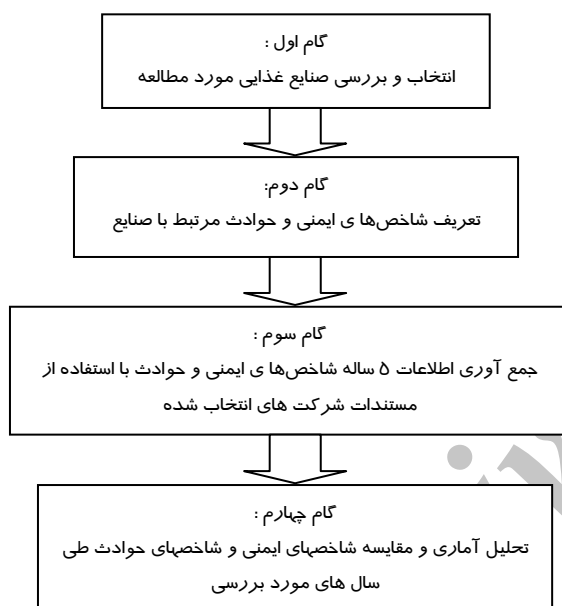 گام اول :
انتخاب و بررسی صنایع غذایی مورد مطالعه
گام دوم:
تعریف شاخص‌ها ی ایمنی و حوادث مرتبط با صنایع
گام سوم :
جمع آوری اطلاعات ۵ ساله شاخص‌ها ی ایمنی و حوادث با استفاده از
مستندات شرکت های انتخاب شده
گام چهارم :
تحلیل آماری و مقایسه شاخصهای ایمنی و شاخصهای حوادث طی
سال های مورد بررسی